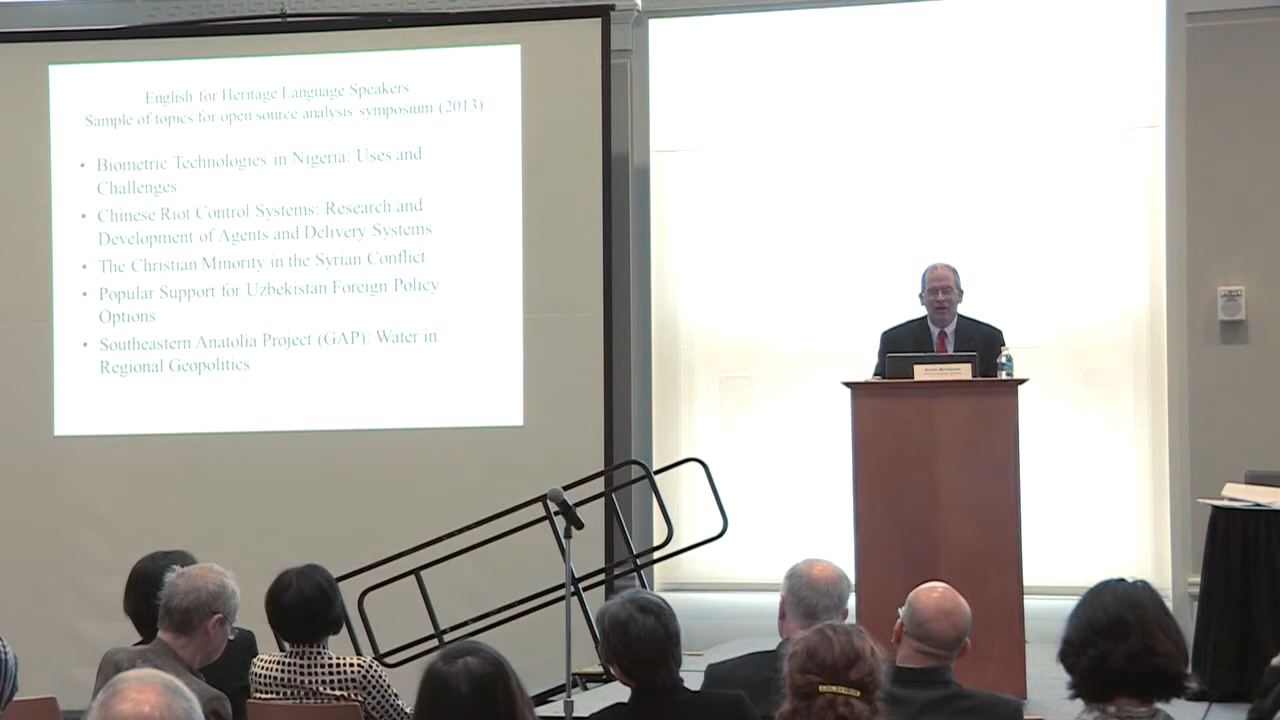 English for Heritage Language Speakers
Sample of topics for open source analysis symposium (2013)
• Biometric Technologies in Nigeria: Uses and
Challenges
• Chinese Riot Control Systems: Research and
Development of Agents and Delivery Systems
• The Christian Minority in the Syrian Conflict
• Popular Support for Uzbekistan Foreign Policy
Options
• Southeastern Anatolia Project (GAP): Water in
Regional Geopolitics